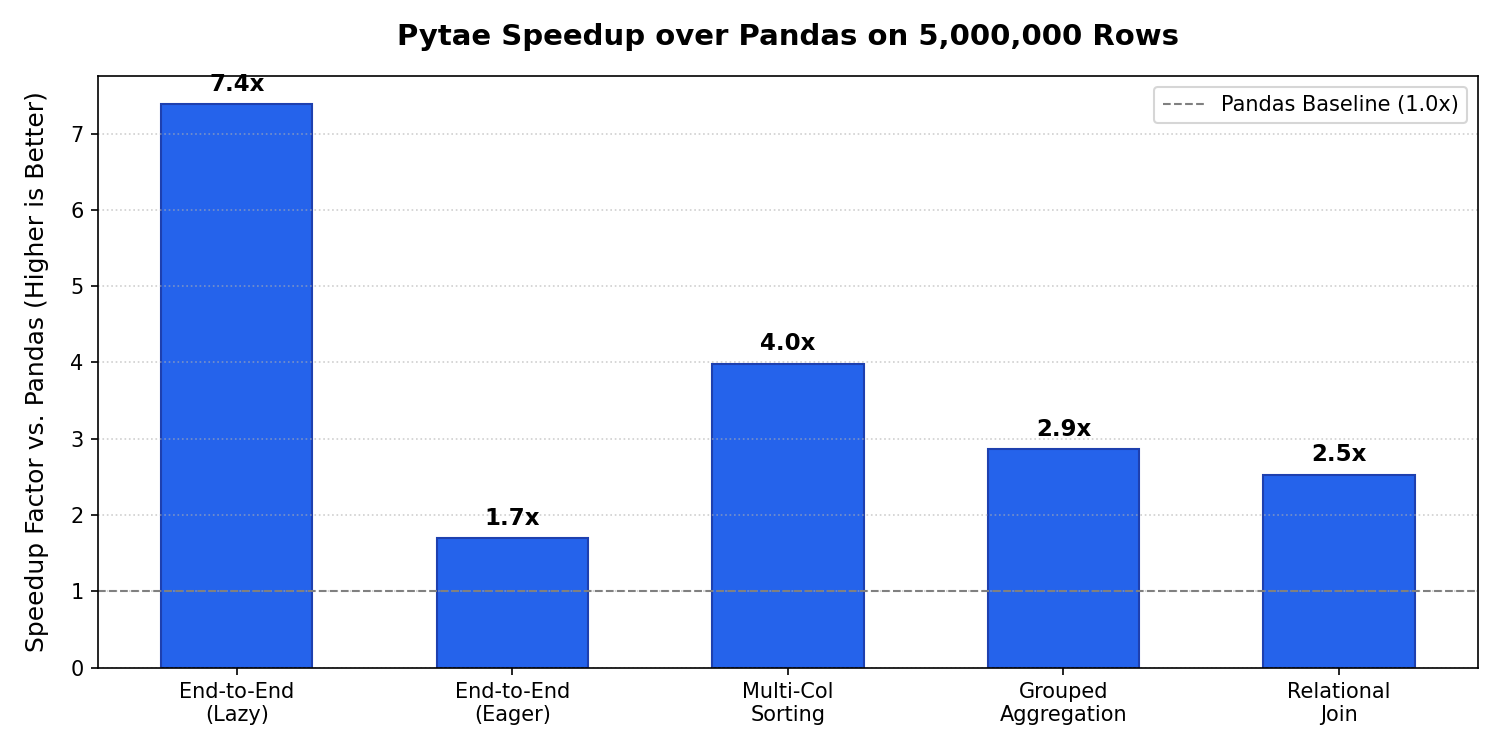 Pytae Speedup over Pandas on 5,000,000 Rows
Speedup Factor vs. Pandas (Higher is Better)
Pandas Baseline (1.0x)
7
6
5
4
3
2
1
0
7.4x
1.7x
4.0x
2.9x
2.5x
End-to-End
(Lazy)
End-to-End
(Eager)
Multi-Col
Sorting
Grouped
Aggregation
Relational
Join